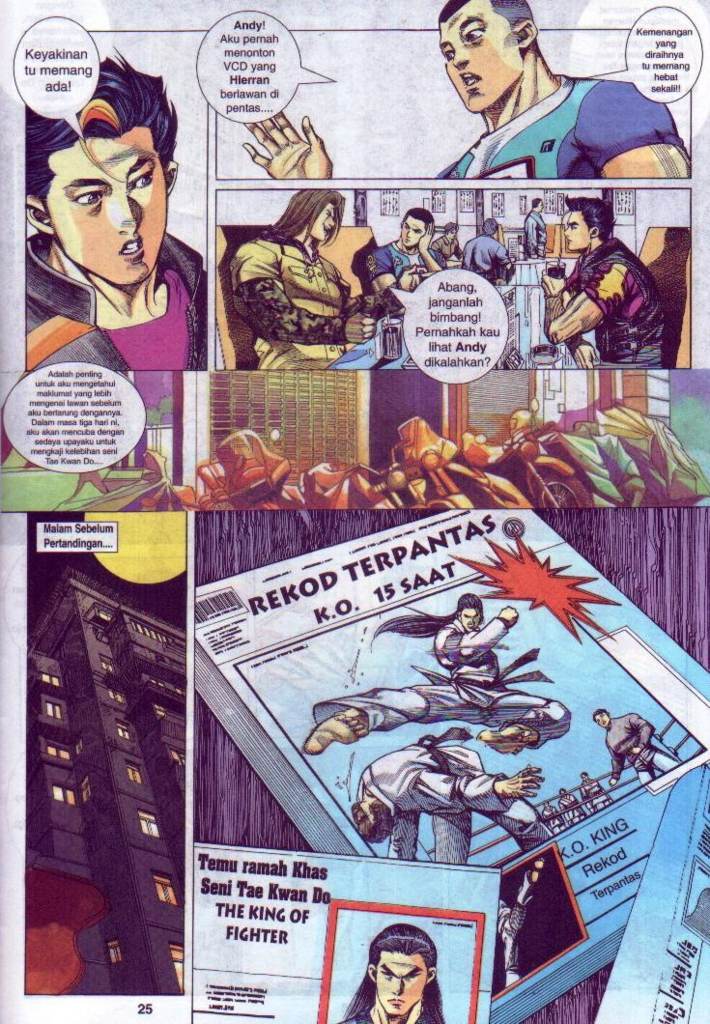 Keyakinan
tu memang
ada!
Andy!
Aku pernah
menonton
VCD yang
Hierran
berlawan di
pentas....
Kemenangan
yang
diraihnya
tu memang
hebat
sekali!!
Abang,
janganlah
bimbang!
Pernahkah kau
lihat Andy
dikalahkan?
Adalah penting
untuk aku mengetahui
maklumat yang lebih
mengenai lawan sebelum
aku bertarung dengannya.
Dalam masa tiga hari ni,
aku akan mencuba dengan
sedaya upayaku untuk
mengkaji kelebihan seni
Tae Kwan Do....
Malam Sebelum
Pertandingan....
REKOD TERPANTAS
K.O. 15 SAAT
K.O. KING
Rekod
Terpantas
Temu ramah Khas
Seni Tae Kwan Do
THE KING OF
FIGHTER
25